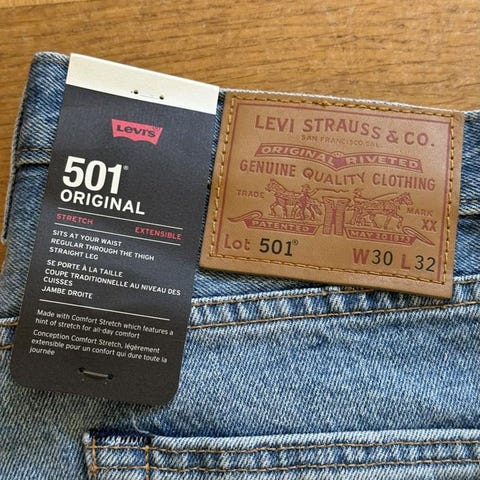 Levi's
501®
ORIGINAL
STRETCH EXTENSIBLE
SITS AT YOUR WAIST
REGULAR THROUGH THE THIGH
STRAIGHT LEG
SE PORTE À LA TAILLE
COUPE TRADITIONNELLE AU NIVEAU DES
CUISSES
JAMBE DROITE
Made with Comfort Stretch which features a
hint of stretch for all-day comfort
Conception Comfort Stretch, légèrement
extensible pour un confort qui dure toute la
journée
LEVI STRAUSS & CO.
SAN FRANCISCO, CAL.
ORIGINAL RIVETED
GENUINE QUALITY CLOTHING
TRADE MARK
XX
PATENTED MAY 20 1873
Lot 501® W30 L32